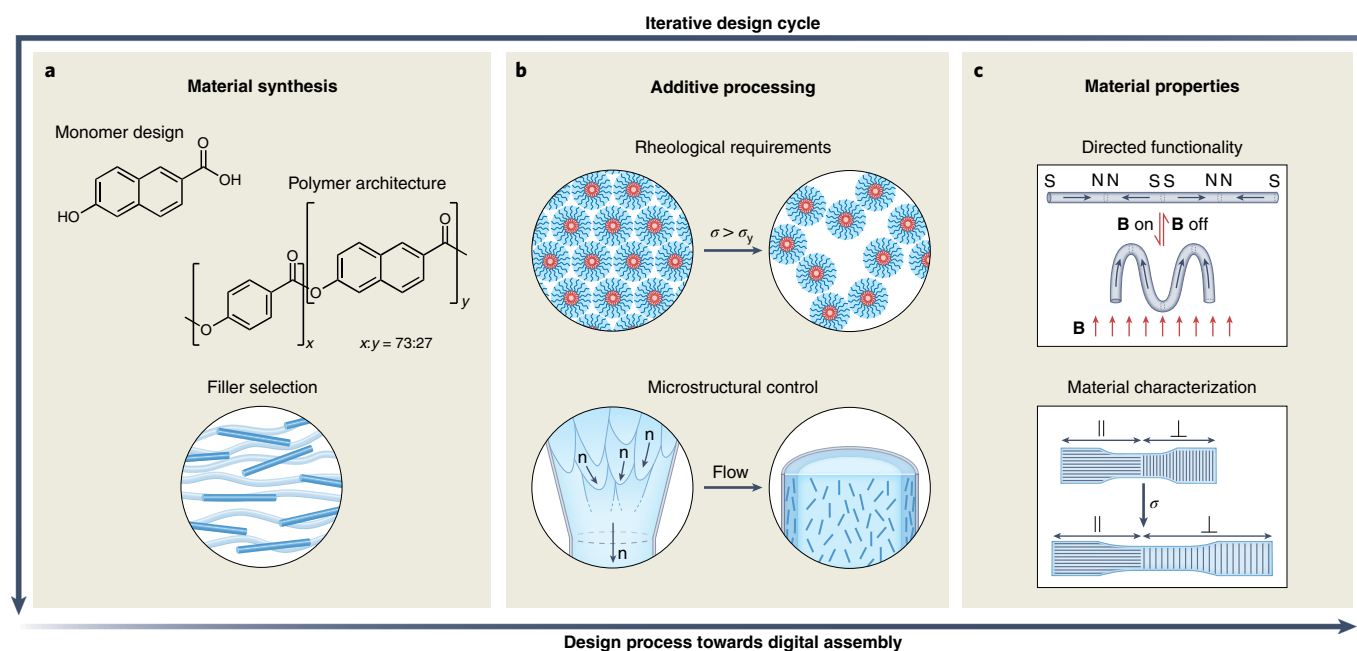 Iterative design cycle
a
Material synthesis
Monomer design
O
OH
HO
Polymer architecture
O
O
O
O
y
x
x:y = 73:27
Filler selection
b
Additive processing
Rheological requirements
σ > σy
Microstructural control
n
n
n
n
Flow
c
Material properties
Directed functionality
S N N S S N N S
B on B off
B
Material characterization
|| ⊥
σ
|| ⊥
Design process towards digital assembly